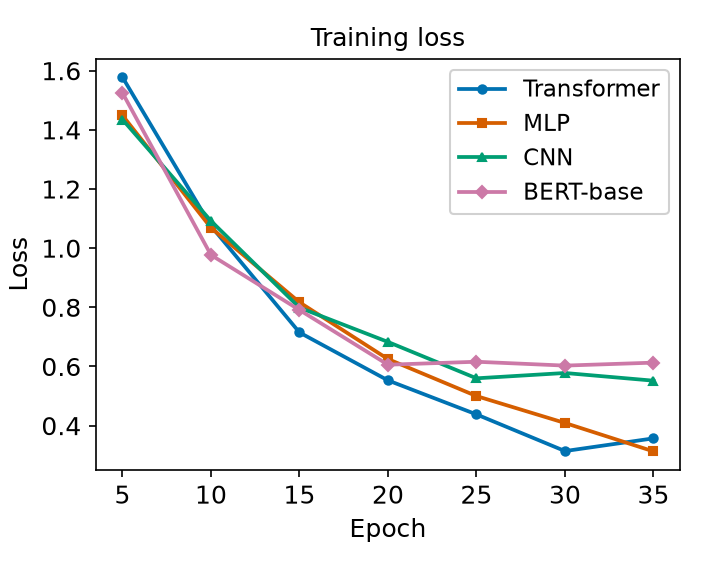 Training loss
Loss
1.6
1.4
1.2
1.0
0.8
0.6
0.4
Transformer
MLP
CNN
BERT-base
5 10 15 20 25 30 35
Epoch